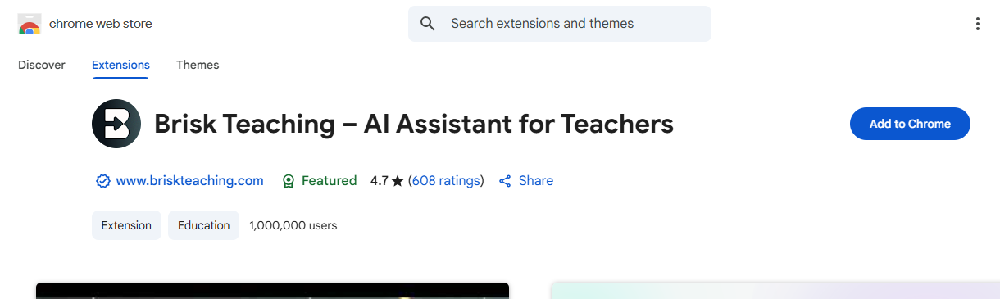 chrome web store
Search extensions and themes
Discover Extensions Themes
Brisk Teaching – AI Assistant for Teachers
Add to Chrome
www.briskteaching.com Featured 4.7 ★ (608 ratings) Share
Extension Education 1,000,000 users